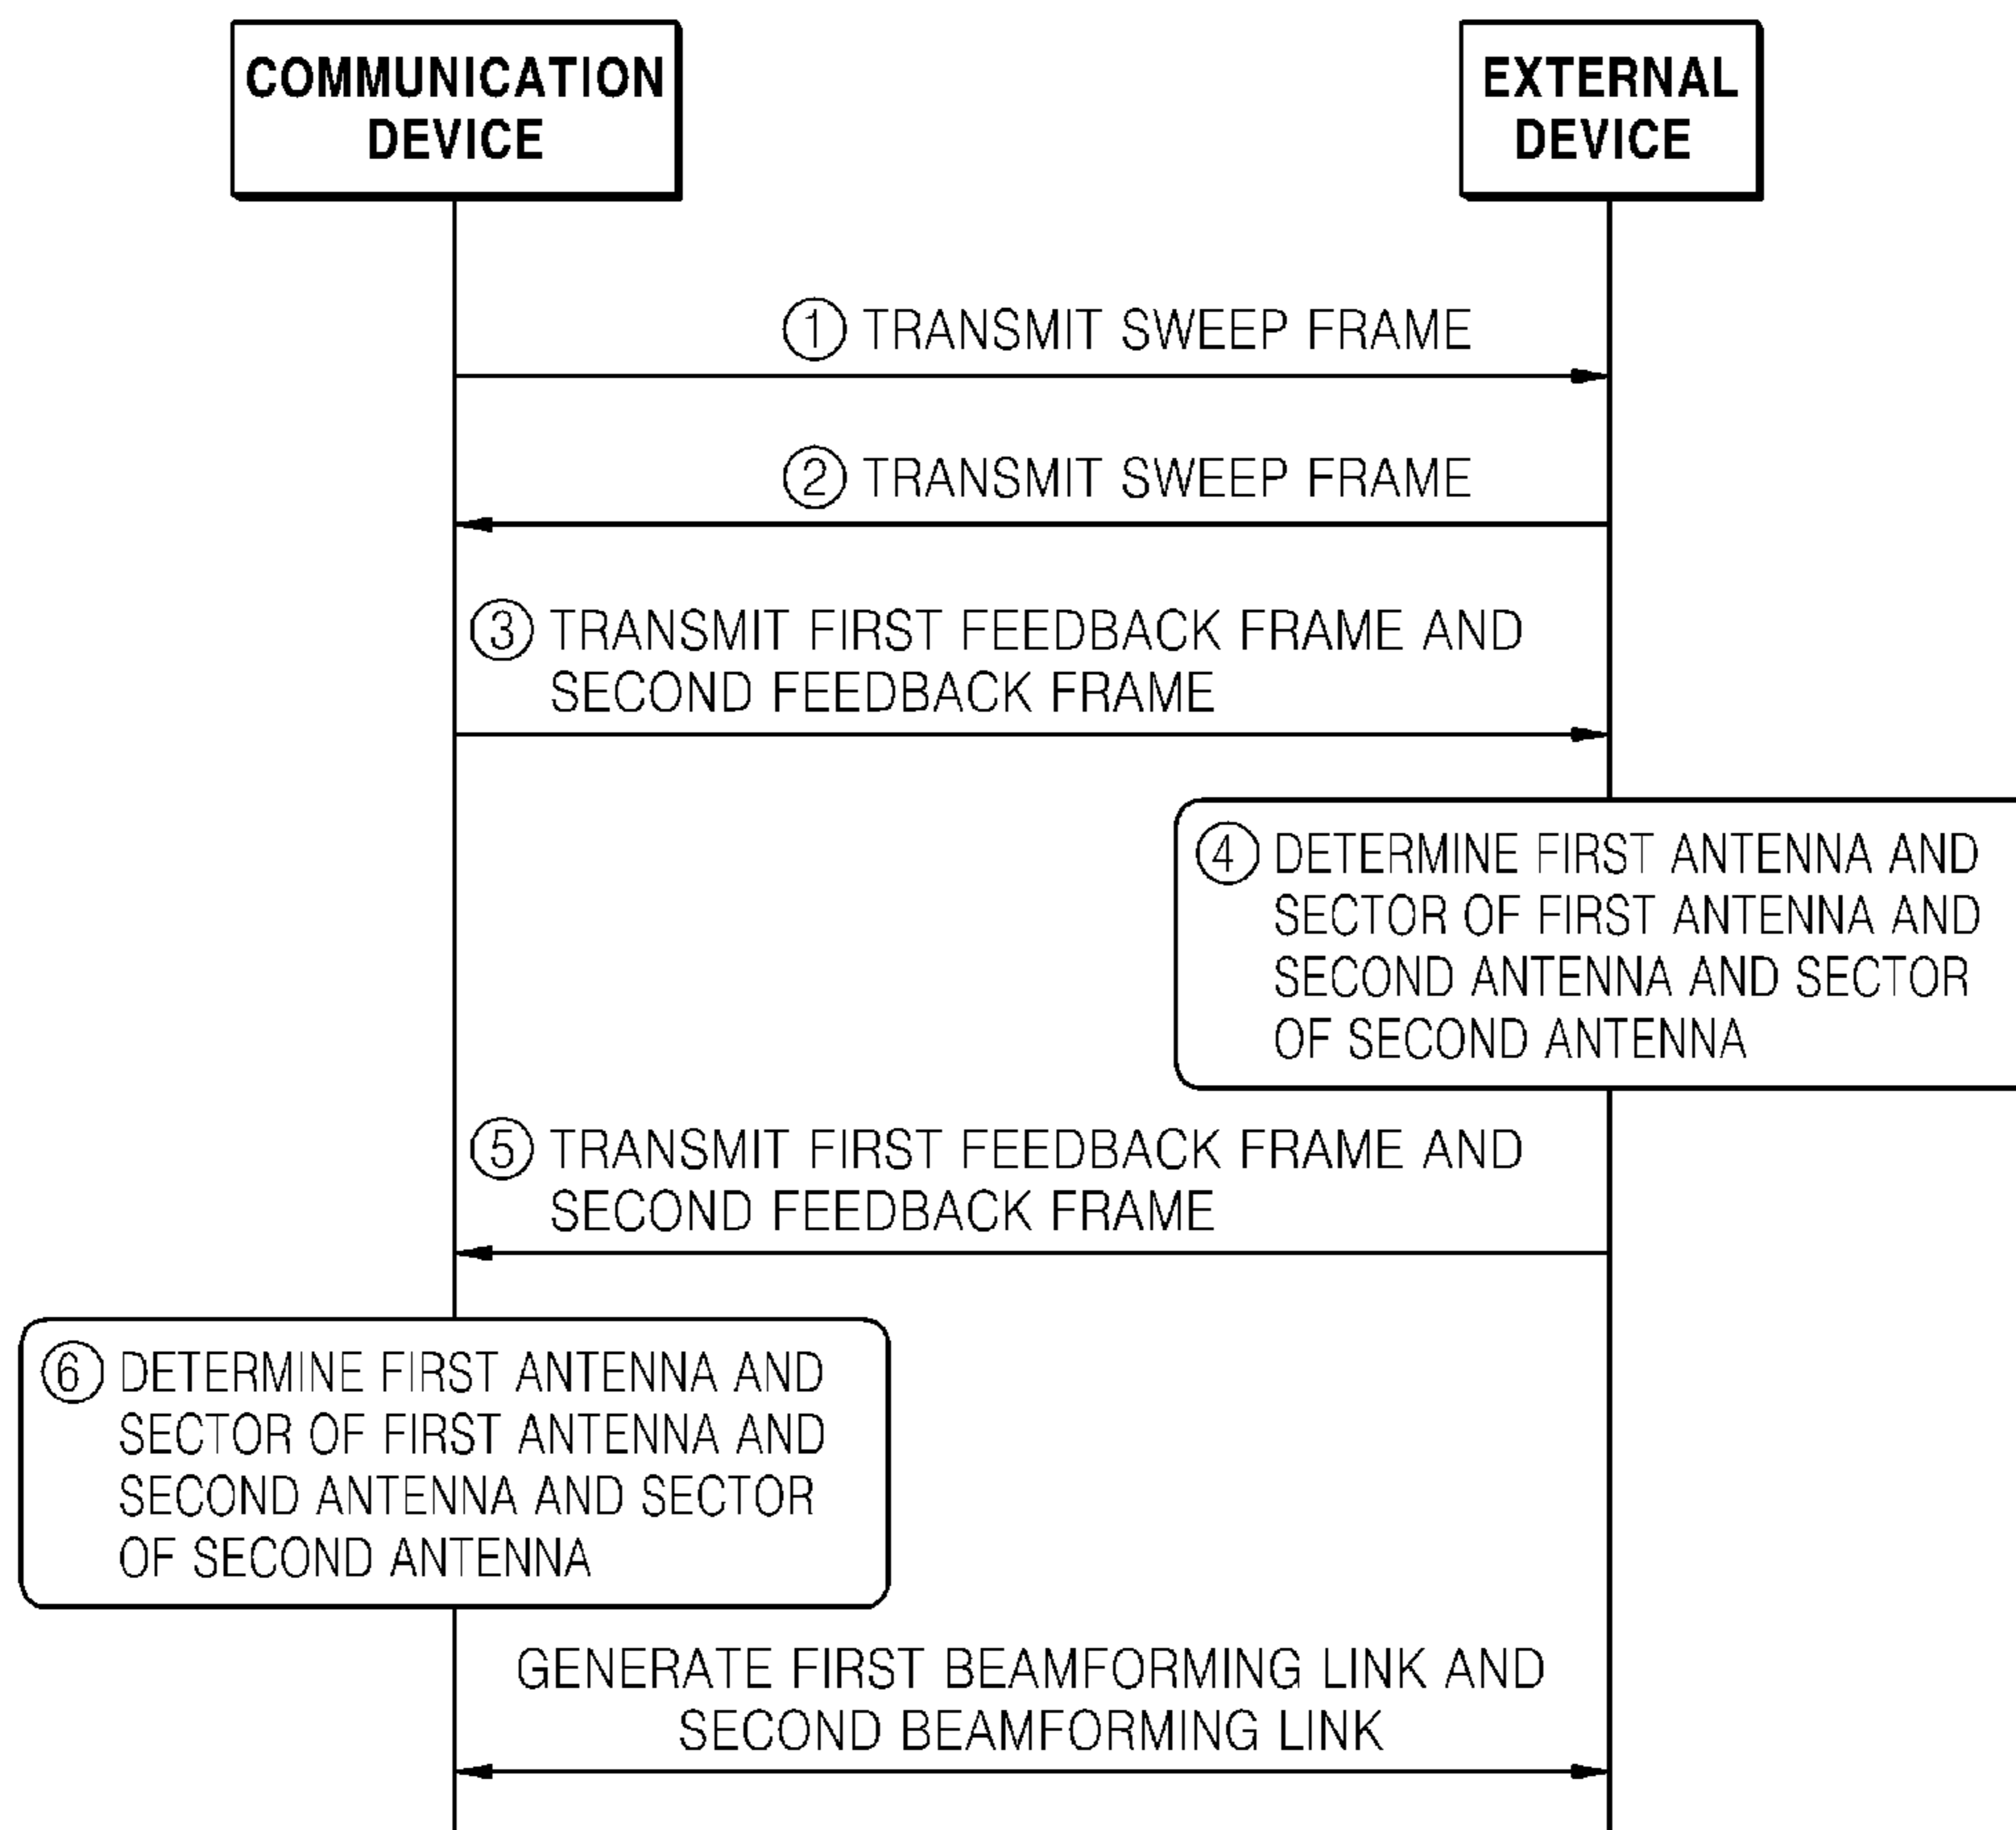 COMMUNICATION
DEVICE
EXTERNAL
DEVICE
① TRANSMIT SWEEP FRAME
② TRANSMIT SWEEP FRAME
③ TRANSMIT FIRST FEEDBACK FRAME AND
SECOND FEEDBACK FRAME
④ DETERMINE FIRST ANTENNA AND
SECTOR OF FIRST ANTENNA AND
SECOND ANTENNA AND SECTOR
OF SECOND ANTENNA
⑤ TRANSMIT FIRST FEEDBACK FRAME AND
SECOND FEEDBACK FRAME
⑥ DETERMINE FIRST ANTENNA AND
SECTOR OF FIRST ANTENNA AND
SECOND ANTENNA AND SECTOR
OF SECOND ANTENNA
GENERATE FIRST BEAMFORMING LINK AND
SECOND BEAMFORMING LINK